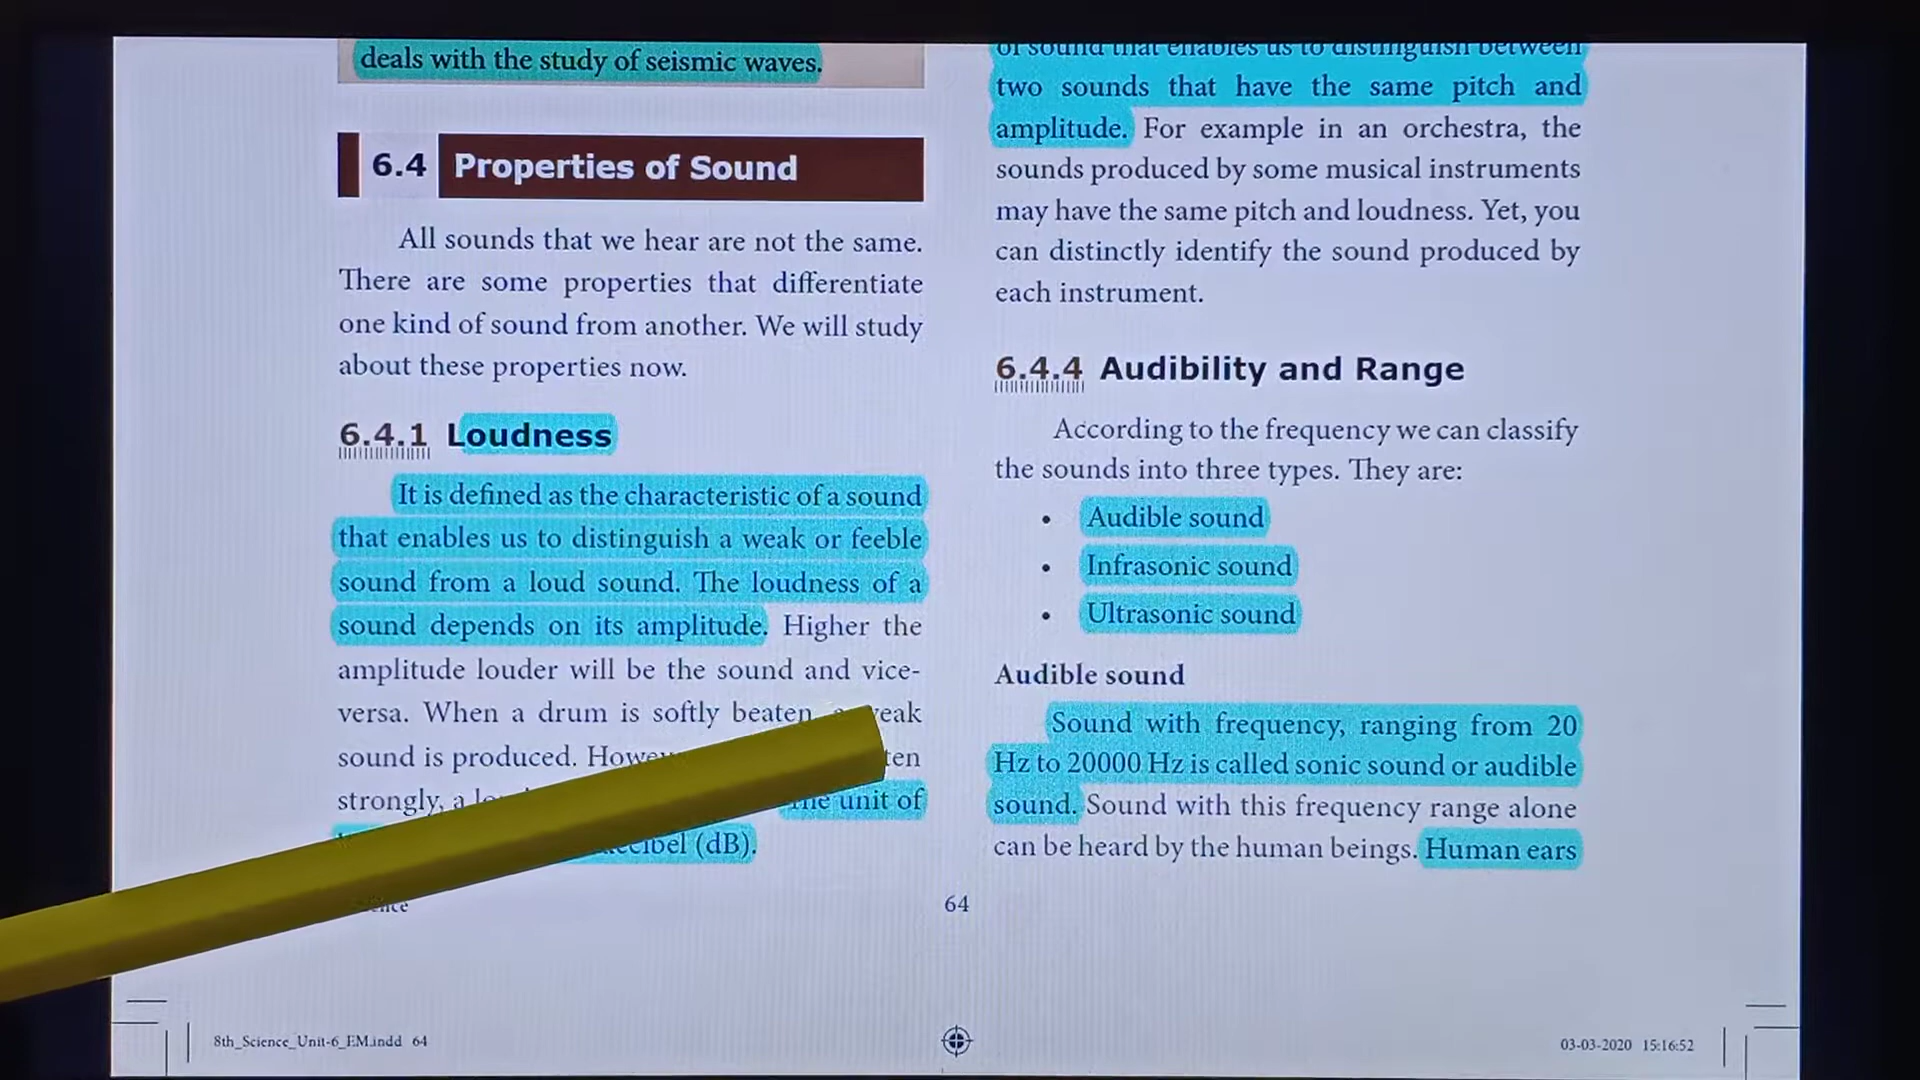 deals with the study of seismic waves.
6.4 Properties of Sound
All sounds that we hear are not the same.
There are some properties that differentiate
one kind of sound from another. We will study
about these properties now.
6.4.1 Loudness
It is defined as the characteristic of a sound
that enables us to distinguish a weak or feeble
sound from a loud sound. The loudness of a
sound depends on its amplitude. Higher the
amplitude louder will be the sound and vice-
versa. When a drum is softly beaten,
sound is produced.
strongly, a unit of
(dB).
of sound that enables us to distinguish between
two sounds that have the same pitch and
amplitude. For example in an orchestra, the
sounds produced by some musical instruments
may have the same pitch and loudness. Yet, you
can distinctly identify the sound produced by
each instrument.
6.4.4 Audibility and Range
According to the frequency we can classify
the sounds into three types. They are:
• Audible sound
• Infrasonic sound
• Ultrasonic sound
Audible sound
Sound with frequency, ranging from 20
Hz to 20000 Hz is called sonic sound or audible
sound. Sound with this frequency range alone
can be heard by the human beings. Human ears
64
8th_Science_Unit-6_EM.indd 64
03-03-2020 15:16:52